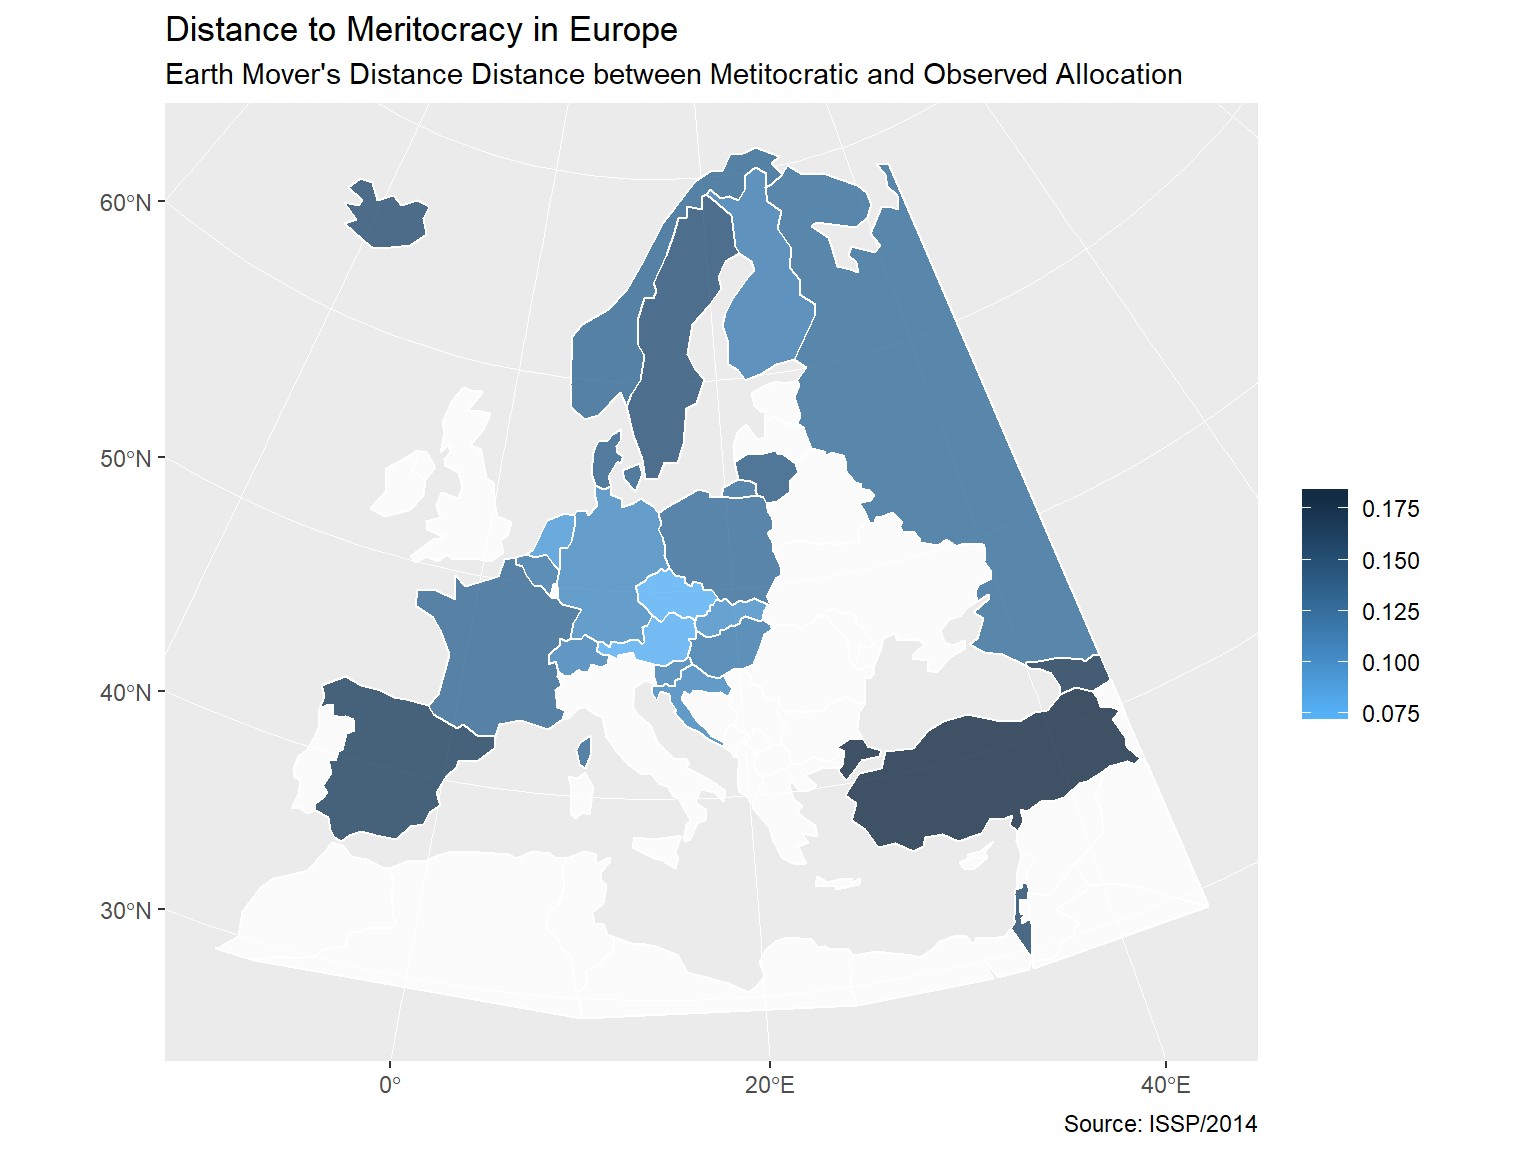 Distance to Meritocracy in Europe
Earth Mover's Distance Distance between Metitocratic and Observed Allocation
60°N
50°N
40°N
30°N
0°
20°E
40°E
0.175
0.150
0.125
0.100
0.075
Source: ISSP/2014